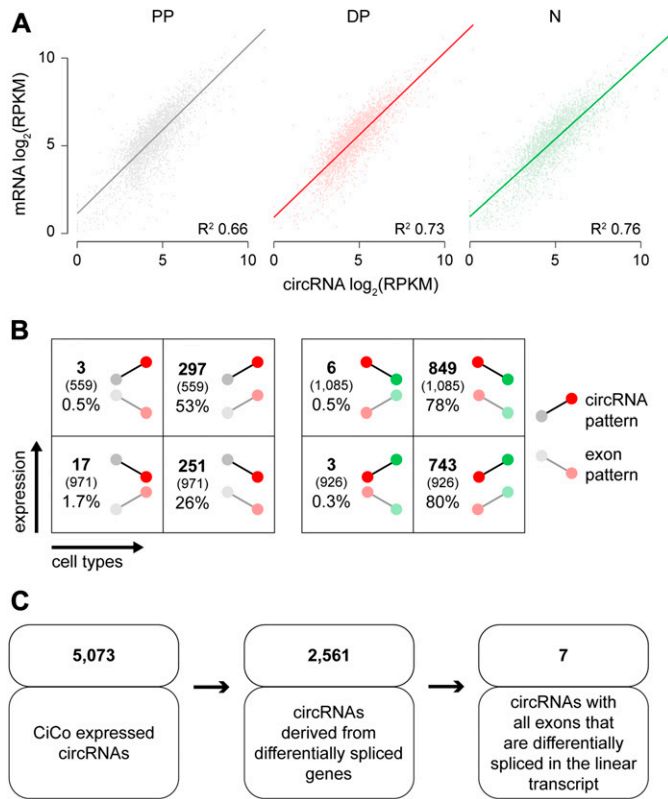 A
PP
DP
N
mRNA log2(RPKM)
10
5
0
R² 0.66
R² 0.73
R² 0.76
0
5
10
0
5
10
0
5
10
circRNA log2(RPKM)
B
3
(559)
0.5%
297
(559)
53%
6
(1,085)
0.5%
849
(1,085)
78%
circRNA
pattern
17
(971)
1.7%
251
(971)
26%
3
(926)
0.3%
743
(926)
80%
exon
pattern
expression
cell types
C
5,073
CiCo expressed
circRNAs
2,561
circRNAs
derived from
differentially spliced
genes
7
circRNAs with
all exons that
are differentially
spliced in the linear
transcript